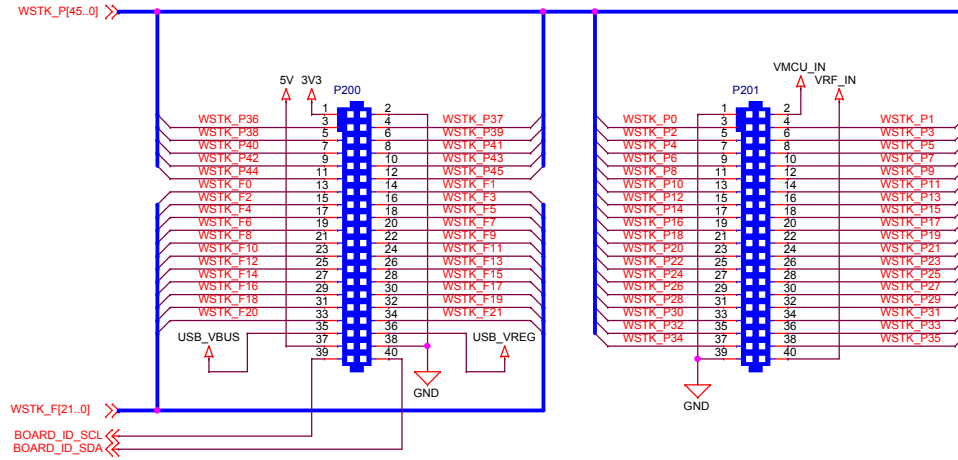 WSTK_P[45..0]
VMCU_IN
5V 3V3 P200 P201 VRF_IN
1 2 1 2
WSTK_P36 3 4 WSTK_P37 WSTK_P0 3 4 WSTK_P1
WSTK_P38 5 6 WSTK_P39 WSTK_P2 5 6 WSTK_P3
WSTK_P40 7 8 WSTK_P41 WSTK_P4 7 8 WSTK_P5
WSTK_P42 9 10 WSTK_P43 WSTK_P6 9 10 WSTK_P7
WSTK_P44 11 12 WSTK_P45 WSTK_P8 11 12 WSTK_P9
WSTK_F0 13 14 WSTK_F1 WSTK_P10 13 14 WSTK_P11
WSTK_F2 15 16 WSTK_F3 WSTK_P12 15 16 WSTK_P13
WSTK_F4 17 18 WSTK_F5 WSTK_P14 17 18 WSTK_P15
WSTK_F6 19 20 WSTK_F7 WSTK_P16 19 20 WSTK_P17
WSTK_F8 21 22 WSTK_F9 WSTK_P18 21 22 WSTK_P19
WSTK_F10 23 24 WSTK_F11 WSTK_P20 23 24 WSTK_P21
WSTK_F12 25 26 WSTK_F13 WSTK_P22 25 26 WSTK_P23
WSTK_F14 27 28 WSTK_F15 WSTK_P24 27 28 WSTK_P25
WSTK_F16 29 30 WSTK_F17 WSTK_P26 29 30 WSTK_P27
WSTK_F18 31 32 WSTK_F19 WSTK_P28 31 32 WSTK_P29
WSTK_F20 33 34 WSTK_F21 WSTK_P30 33 34 WSTK_P31
35 36 WSTK_P32 35 36 WSTK_P33
USB_VBUS 37 38 USB_VREG WSTK_P34 37 38 WSTK_P35
39 40 39 40
GND
GND
WSTK_F[21..0]
BOARD_ID_SCL
BOARD_ID_SDA